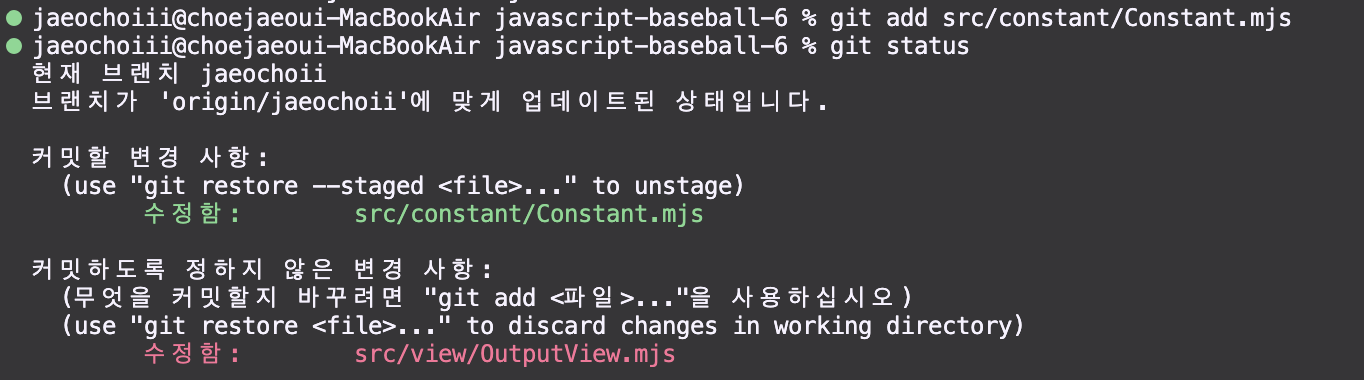 jaeochoiii@choejaeoui-MacBookAir javascript-baseball-6 % git add src/constant/Constant.mjs
jaeochoiii@choejaeoui-MacBookAir javascript-baseball-6 % git status
현재 브랜치 jaeochoii
브랜치가 'origin/jaeochoii'에 맞게 업데이트된 상태입니다.

커밋할 변경 사항:
  (use "git restore --staged <file>..." to unstage)
        수정함:        src/constant/Constant.mjs

커밋하도록 정하지 않은 변경 사항:
  (무엇을 커밋할지 바꾸려면 "git add <파일>..."을 사용하십시오)
  (use "git restore <file>..." to discard changes in working directory)
        수정함:        src/view/OutputView.mjs